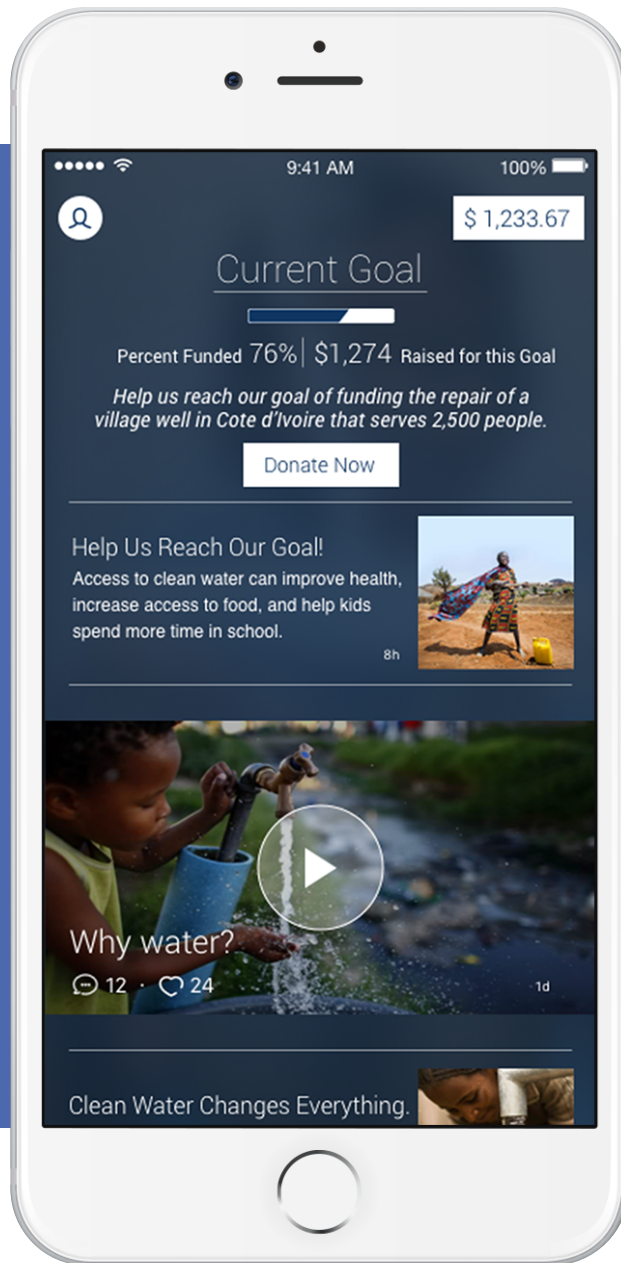 9:41 AM
100%
$ 1,233.67
Current Goal
Percent Funded 76% $1,274 Raised for this Goal
Help us reach our goal of funding the repair of a
village well in Cote d'Ivoire that serves 2,500 people.
Donate Now
Help Us Reach Our Goal!
Access to clean water can improve health,
increase access to food, and help kids
spend more time in school.
8h
Why water?
12 · 24
1d
Clean Water Changes Everything.